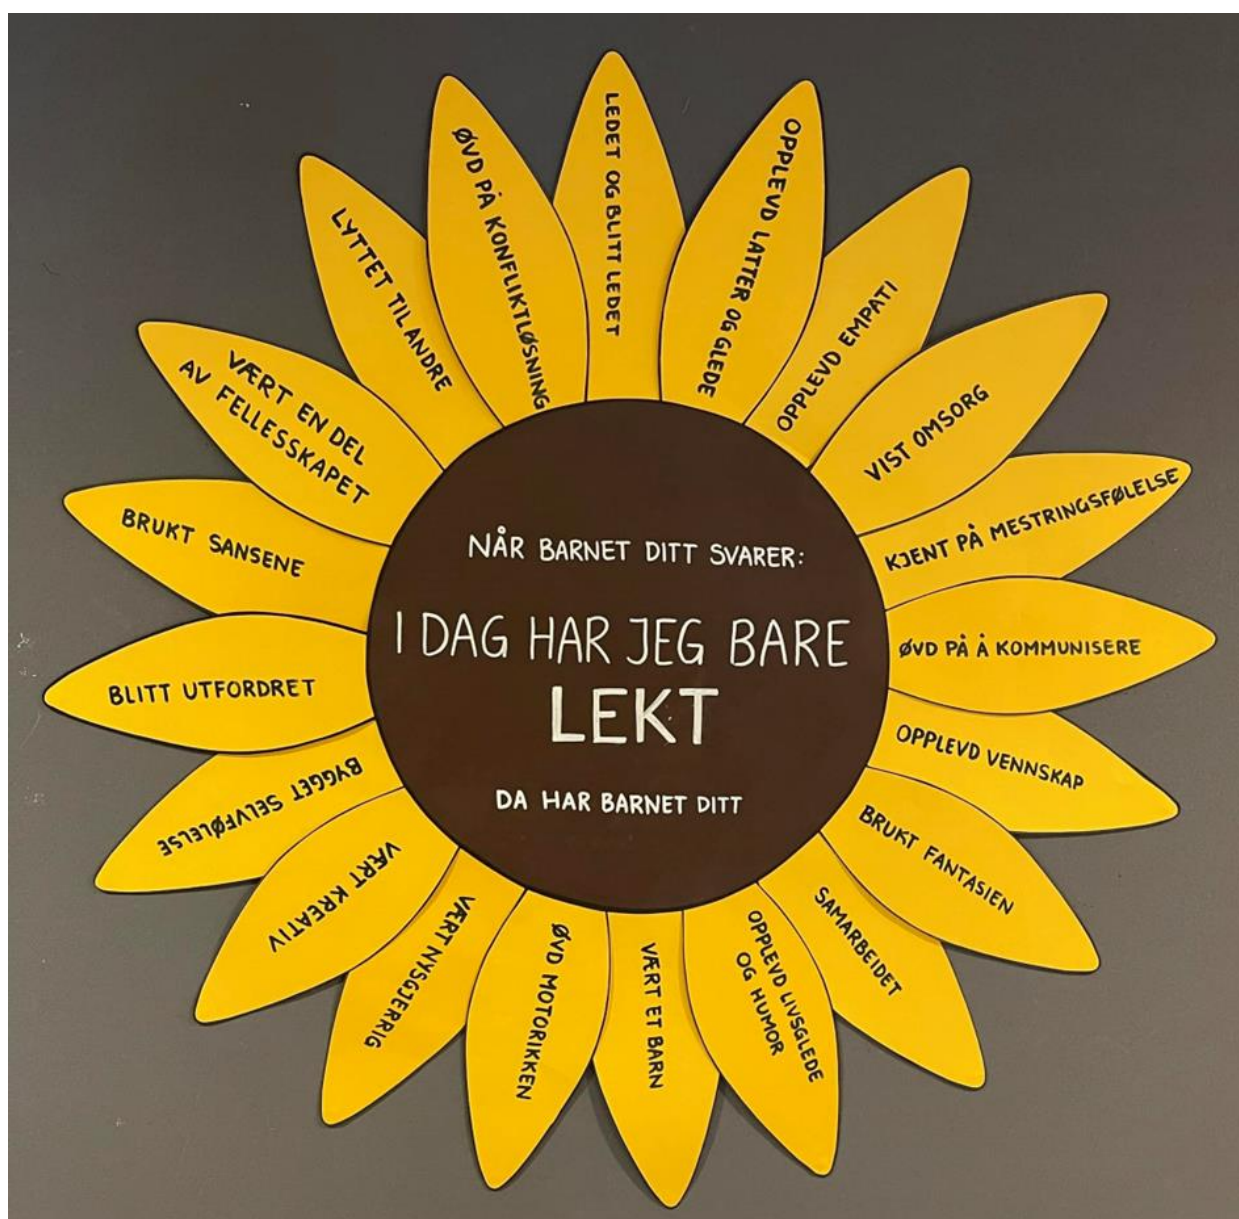 NÅR BARNET DITT SVARER:
I DAG HAR JEG BARE
LEKT
DA HAR BARNET DITT
LEDET OG BLITT LEDET
OPPLEVD LATTER OG GLEDE
OPPLEVD EMPATI
VIST OMSORG
KJENT PÅ MESTRINGSFØLELSE
ØVD PÅ Å KOMMUNISERE
OPPLEVD VENNSKAP
BRUKT FANTASIEN
SAMARBEIDET
OPPLEVD LIVSGLEDE
OG HUMOR
VÆRT ET BARN
ØVD MOTORIKKEN
VÆRT NYSGJERRIG
VÆRT KREATIV
BYGGET SELVFØLELSE
BLITT UTFORDRET
BRUKT SANSENE
VÆRT EN DEL
AV FELLESSKAPET
LYTTET TIL ANDRE
ØVD PÅ KONFLIKTLØSNING